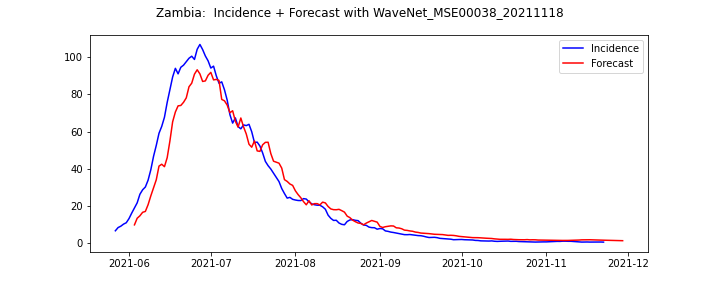 Zambia:  Incidence + Forecast with WaveNet_MSE00038_20211118
Incidence
Forecast
100
80
60
40
20
0
2021-06 2021-07 2021-08 2021-09 2021-10 2021-11 2021-12